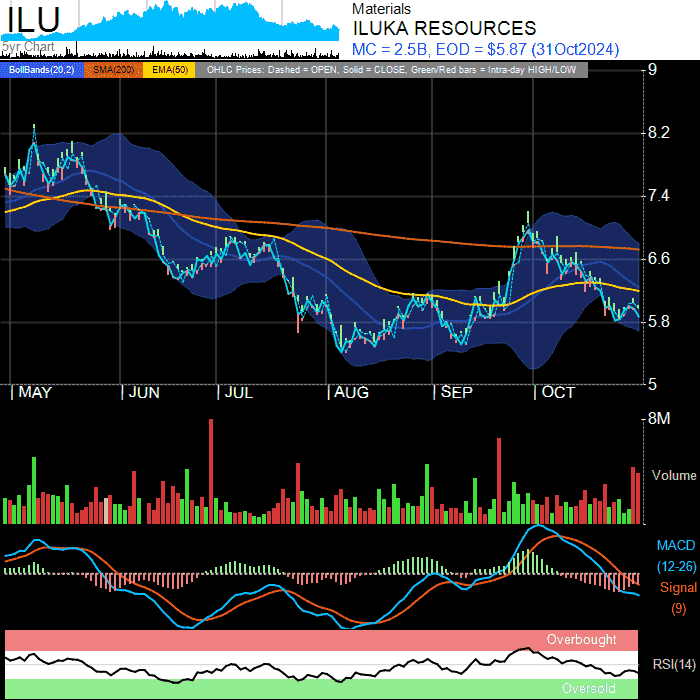 ILU
5yr Chart
Materials
ILUKA RESOURCES
MC = 2.5B, EOD = $5.87 (31Oct2024)
BollBands(20,2) SMA(200) EMA(50) OHLC Prices: Dashed = OPEN, Solid = CLOSE, Green/Red bars = Intra-day HIGH/LOW
9
8.2
7.4
6.6
5.8
5
MAY JUN JUL AUG SEP OCT
8M
Volume
MACD
(12-26)
Signal
(9)
Overbought
RSI(14)
Oversold